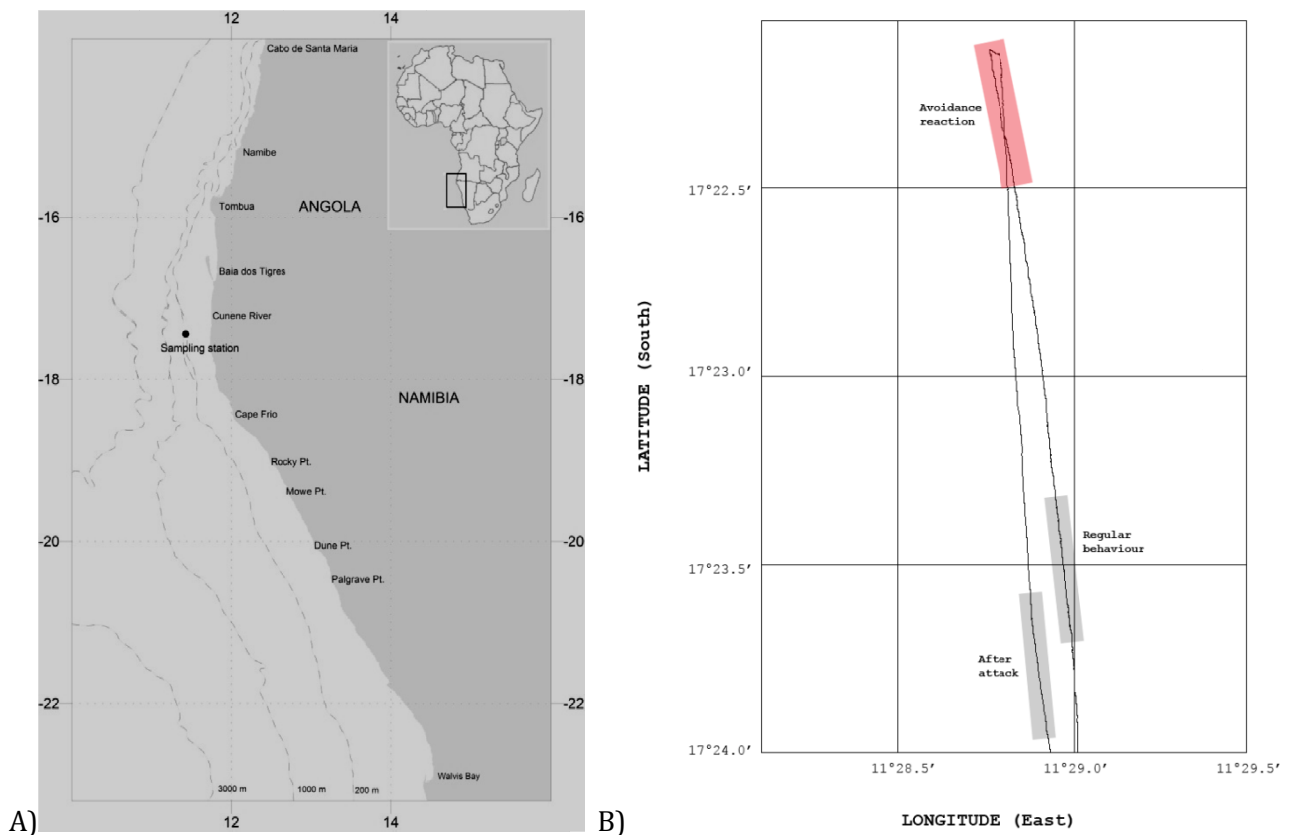 12 14
Cabo de Santa Maria
Namibe
Tombua
ANGOLA
-16 -16
Baia dos Tigres
Cunene River
Sampling station
-18 -18
NAMIBIA
Cape Frio
Rocky Pt.
Mowe Pt.
-20 -20
Dune Pt.
Palgrave Pt.
-22 -22
Walvis Bay
3000 m 1000 m 200 m
12 14
A)
Avoidance
reaction
17°22.5′
LATITUDE (South)
17°23.0′
Regular
behaviour
17°23.5′
After
attack
17°24.0′
11°28.5′ 11°29.0′ 11°29.5′
LONGITUDE (East)
B)